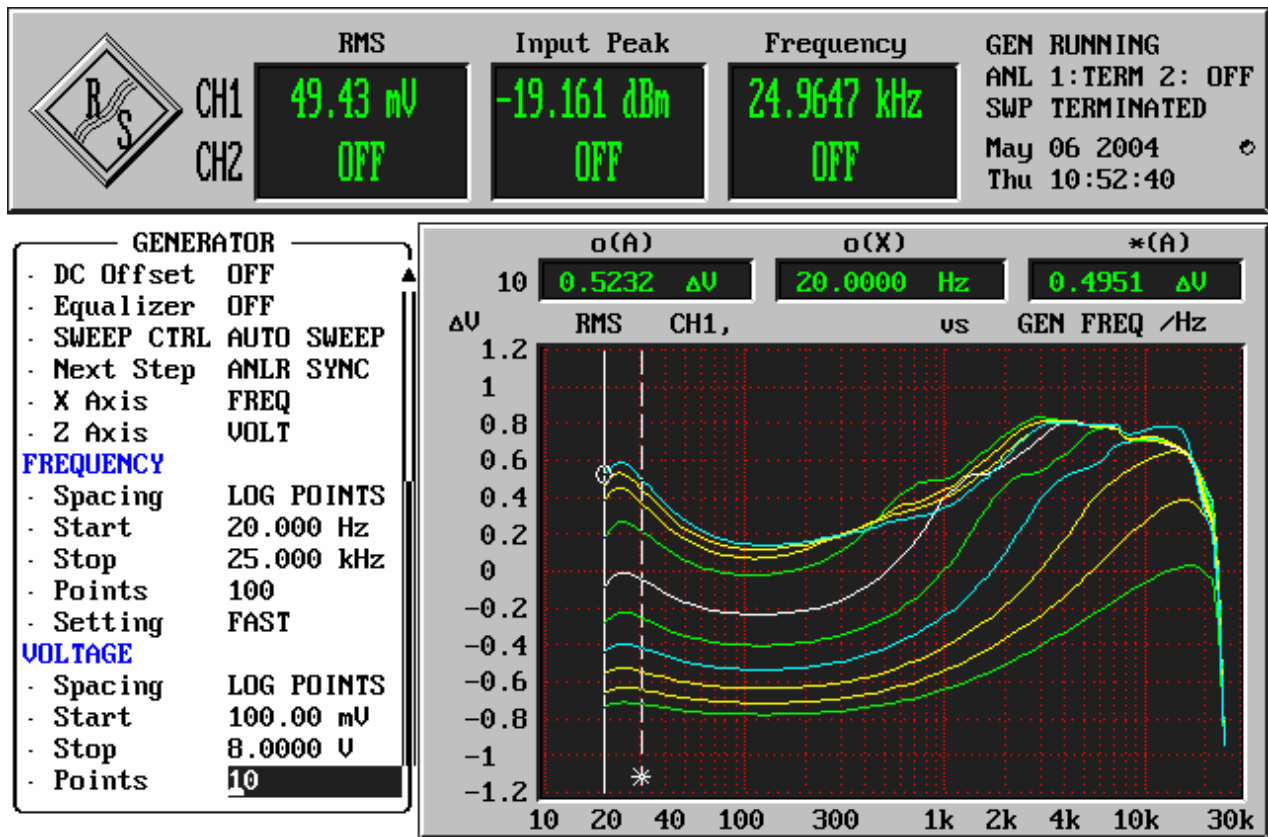 RMS Input Peak Frequency
R S
CH1 49.43 mV -19.161 dBm 24.9647 kHz
CH2 OFF OFF OFF
GEN RUNNING
ANL 1:TERM 2: OFF
SWP TERMINATED
May 06 2004
Thu 10:52:40
GENERATOR
· DC Offset OFF
· Equalizer OFF
· SWEEP CTRL AUTO SWEEP
· Next Step ANLR SYNC
· X Axis FREQ
· Z Axis VOLT
FREQUENCY
· Spacing LOG POINTS
· Start 20.000 Hz
· Stop 25.000 kHz
· Points 100
· Setting FAST
VOLTAGE
· Spacing LOG POINTS
· Start 100.00 mV
· Stop 8.0000 V
· Points 10
o(A) o(X) *(A)
10 0.5232 ΔV 20.0000 Hz 0.4951 ΔV
ΔV RMS CH1, vs GEN FREQ /Hz
1.2
1
0.8
0.6
0.4
0.2
0
-0.2
-0.4
-0.6
-0.8
-1
-1.2
10 20 40 100 300 1k 2k 4k 10k 30k